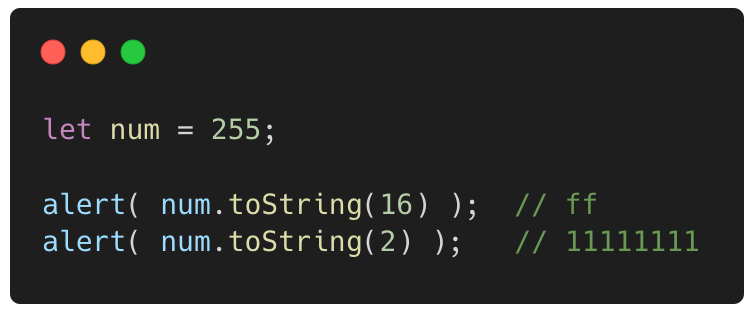 let num = 255;
alert( num.toString(16) );  // ff
alert( num.toString(2) );   // 11111111